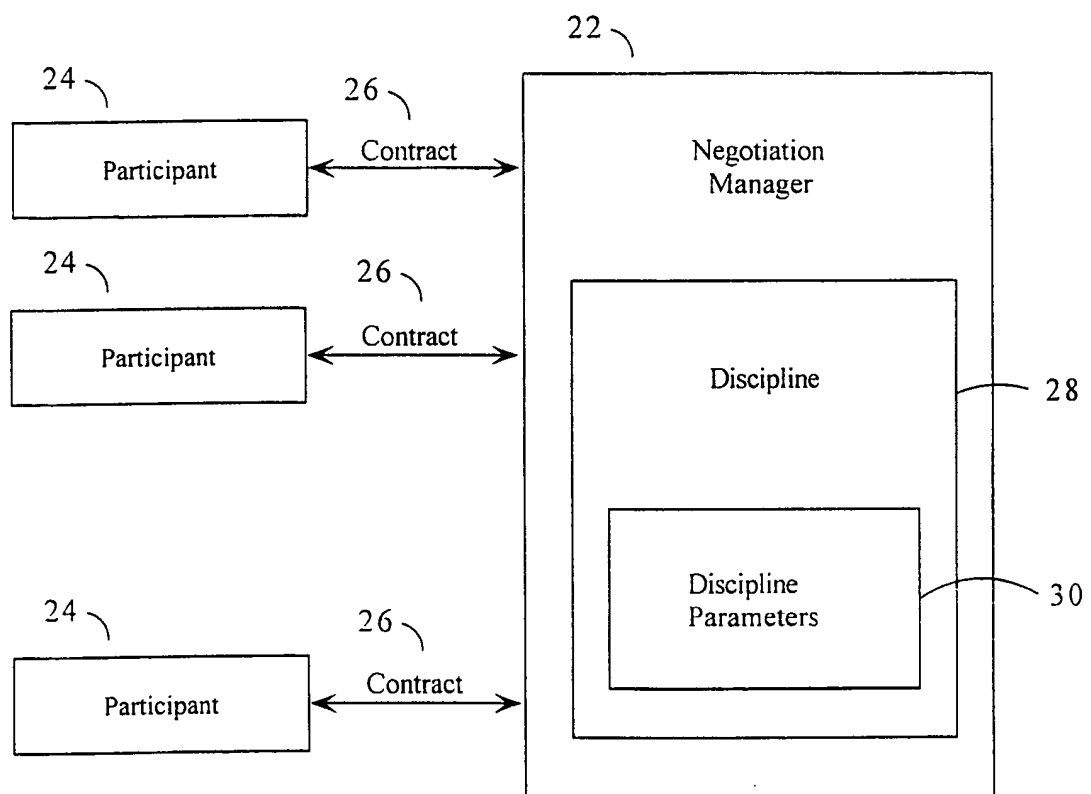 22
24
26
Participant
Contract
Negotiation
Manager
24
26
Participant
Contract
Discipline
28
Discipline
Parameters
30
24
26
Participant
Contract